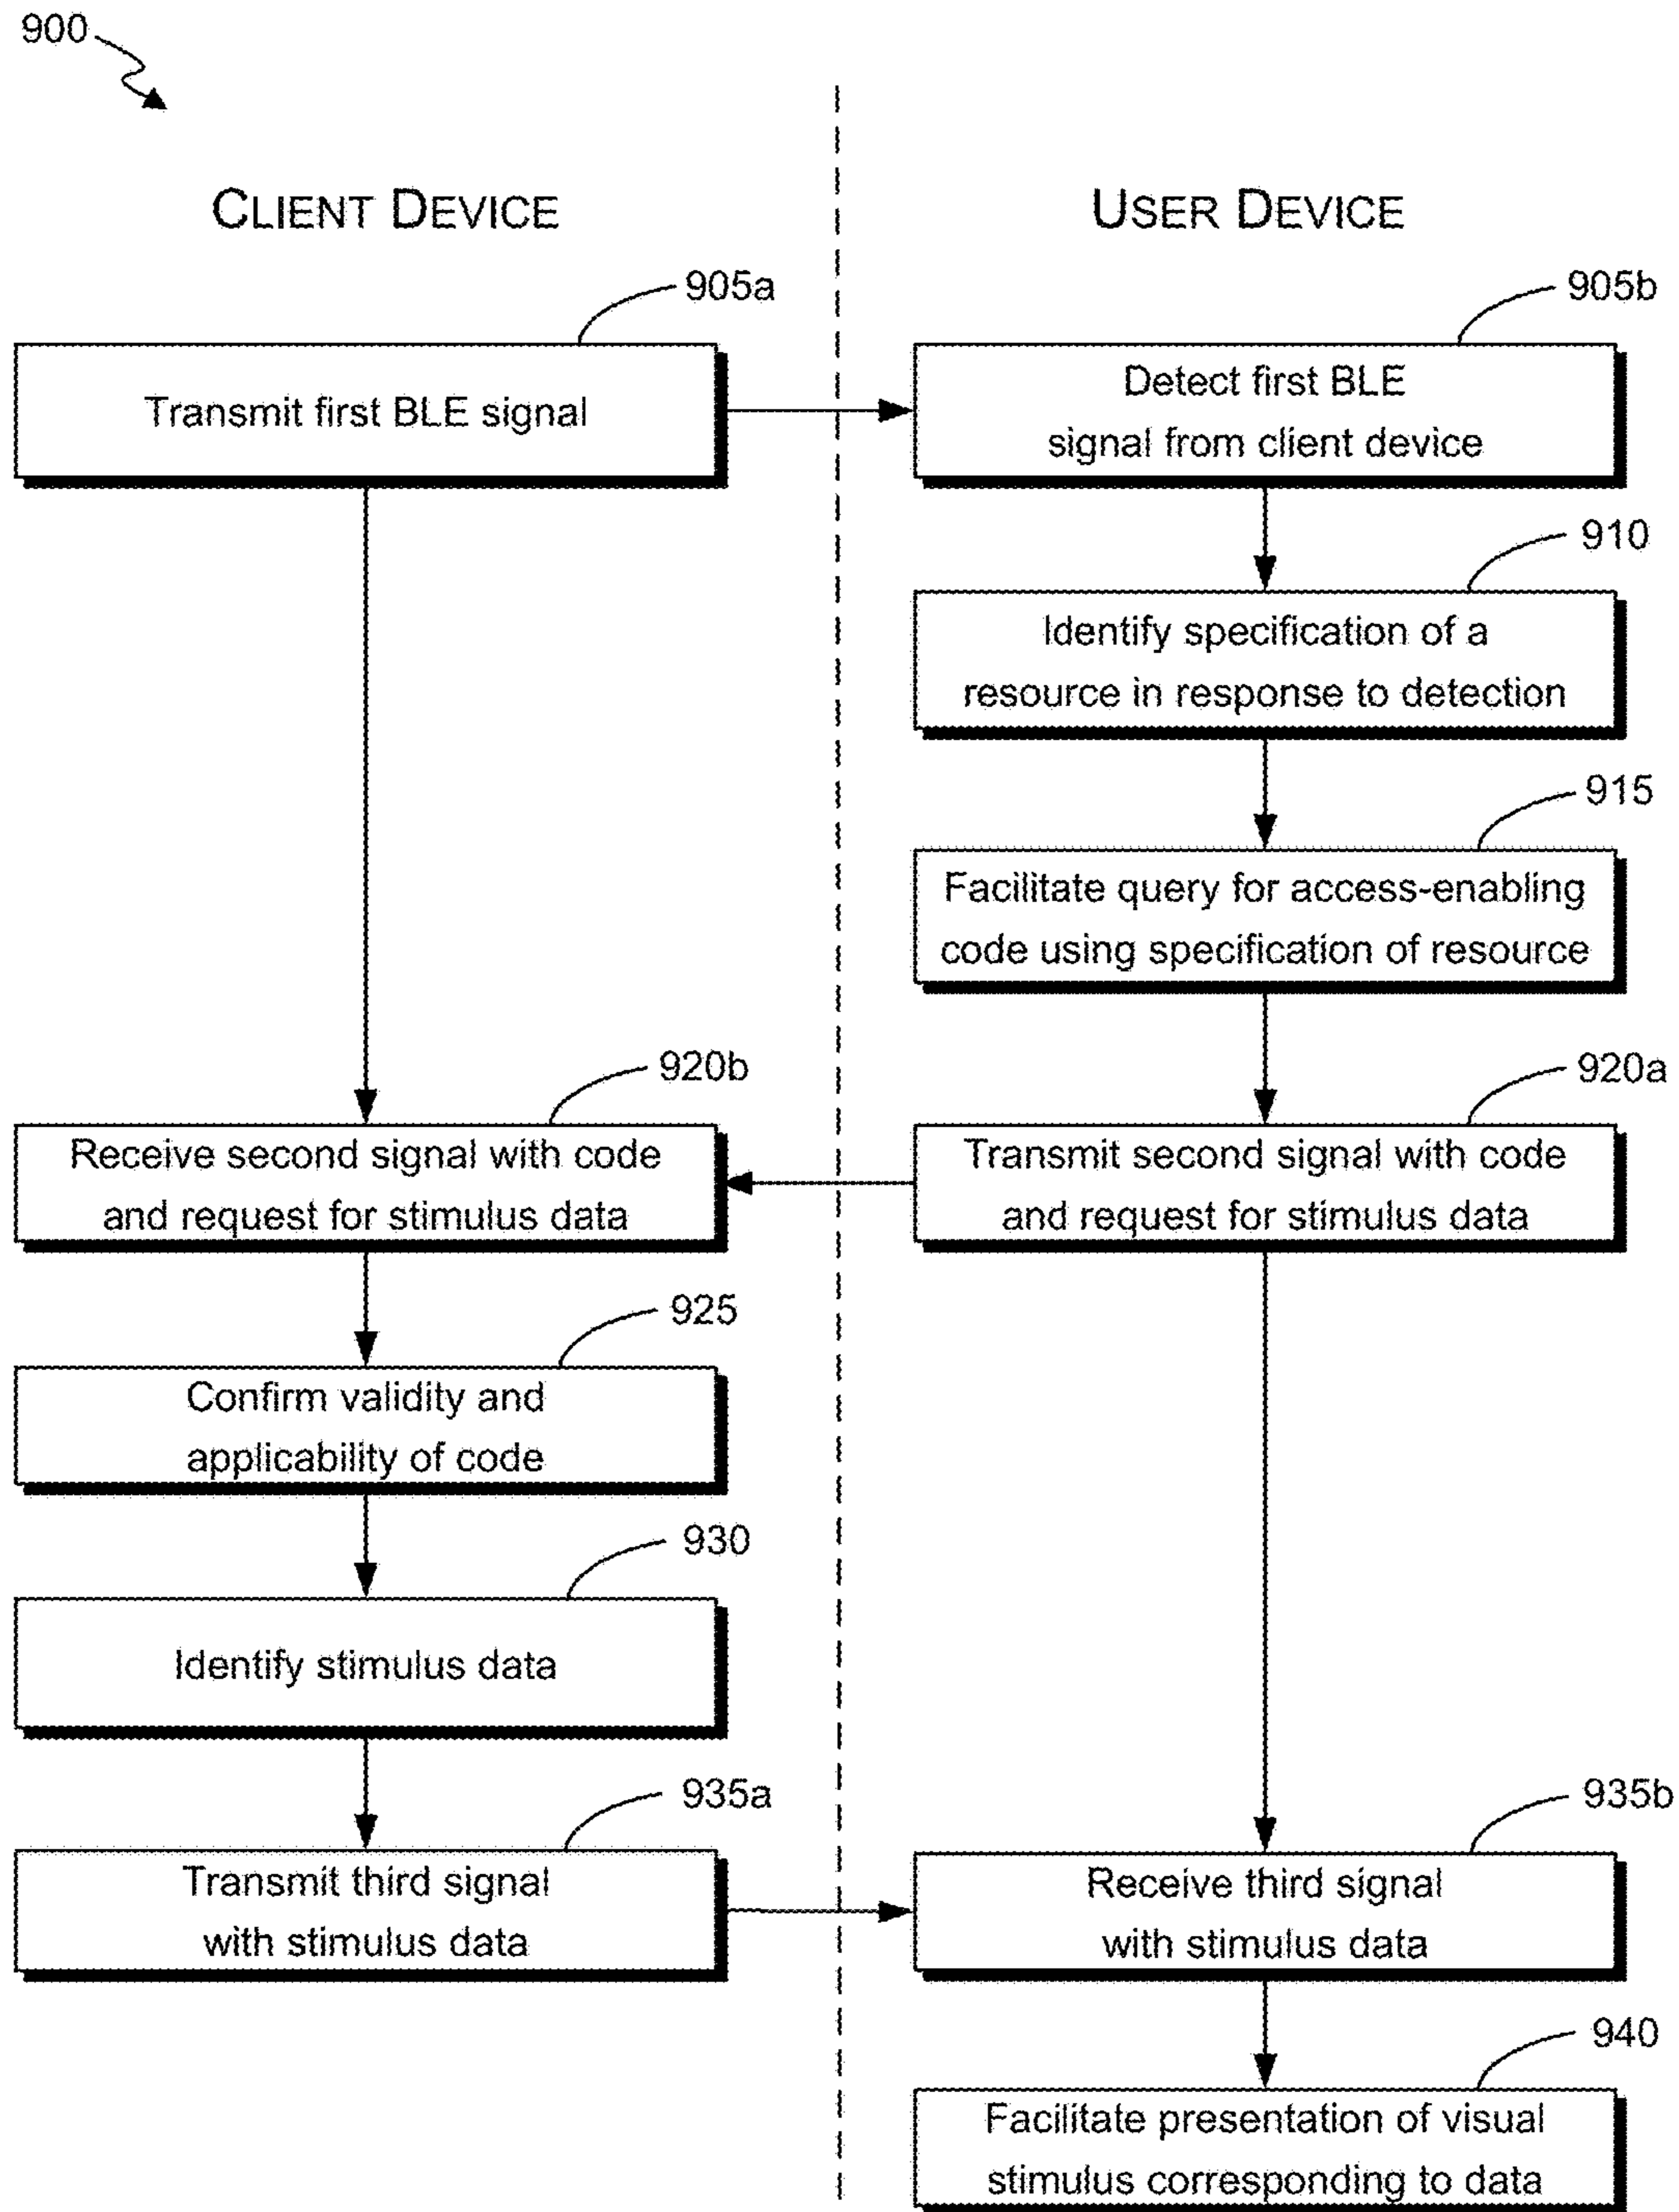 900
CLIENT DEVICE
USER DEVICE
905a
905b
Transmit first BLE signal
Detect first BLE
signal from client device
910
Identify specification of a
resource in response to detection
915
Facilitate query for access-enabling
code using specification of resource
920b
920a
Receive second signal with code
and request for stimulus data
Transmit second signal with code
and request for stimulus data
925
Confirm validity and
applicability of code
930
Identify stimulus data
935a
935b
Transmit third signal
with stimulus data
Receive third signal
with stimulus data
940
Facilitate presentation of visual
stimulus corresponding to data